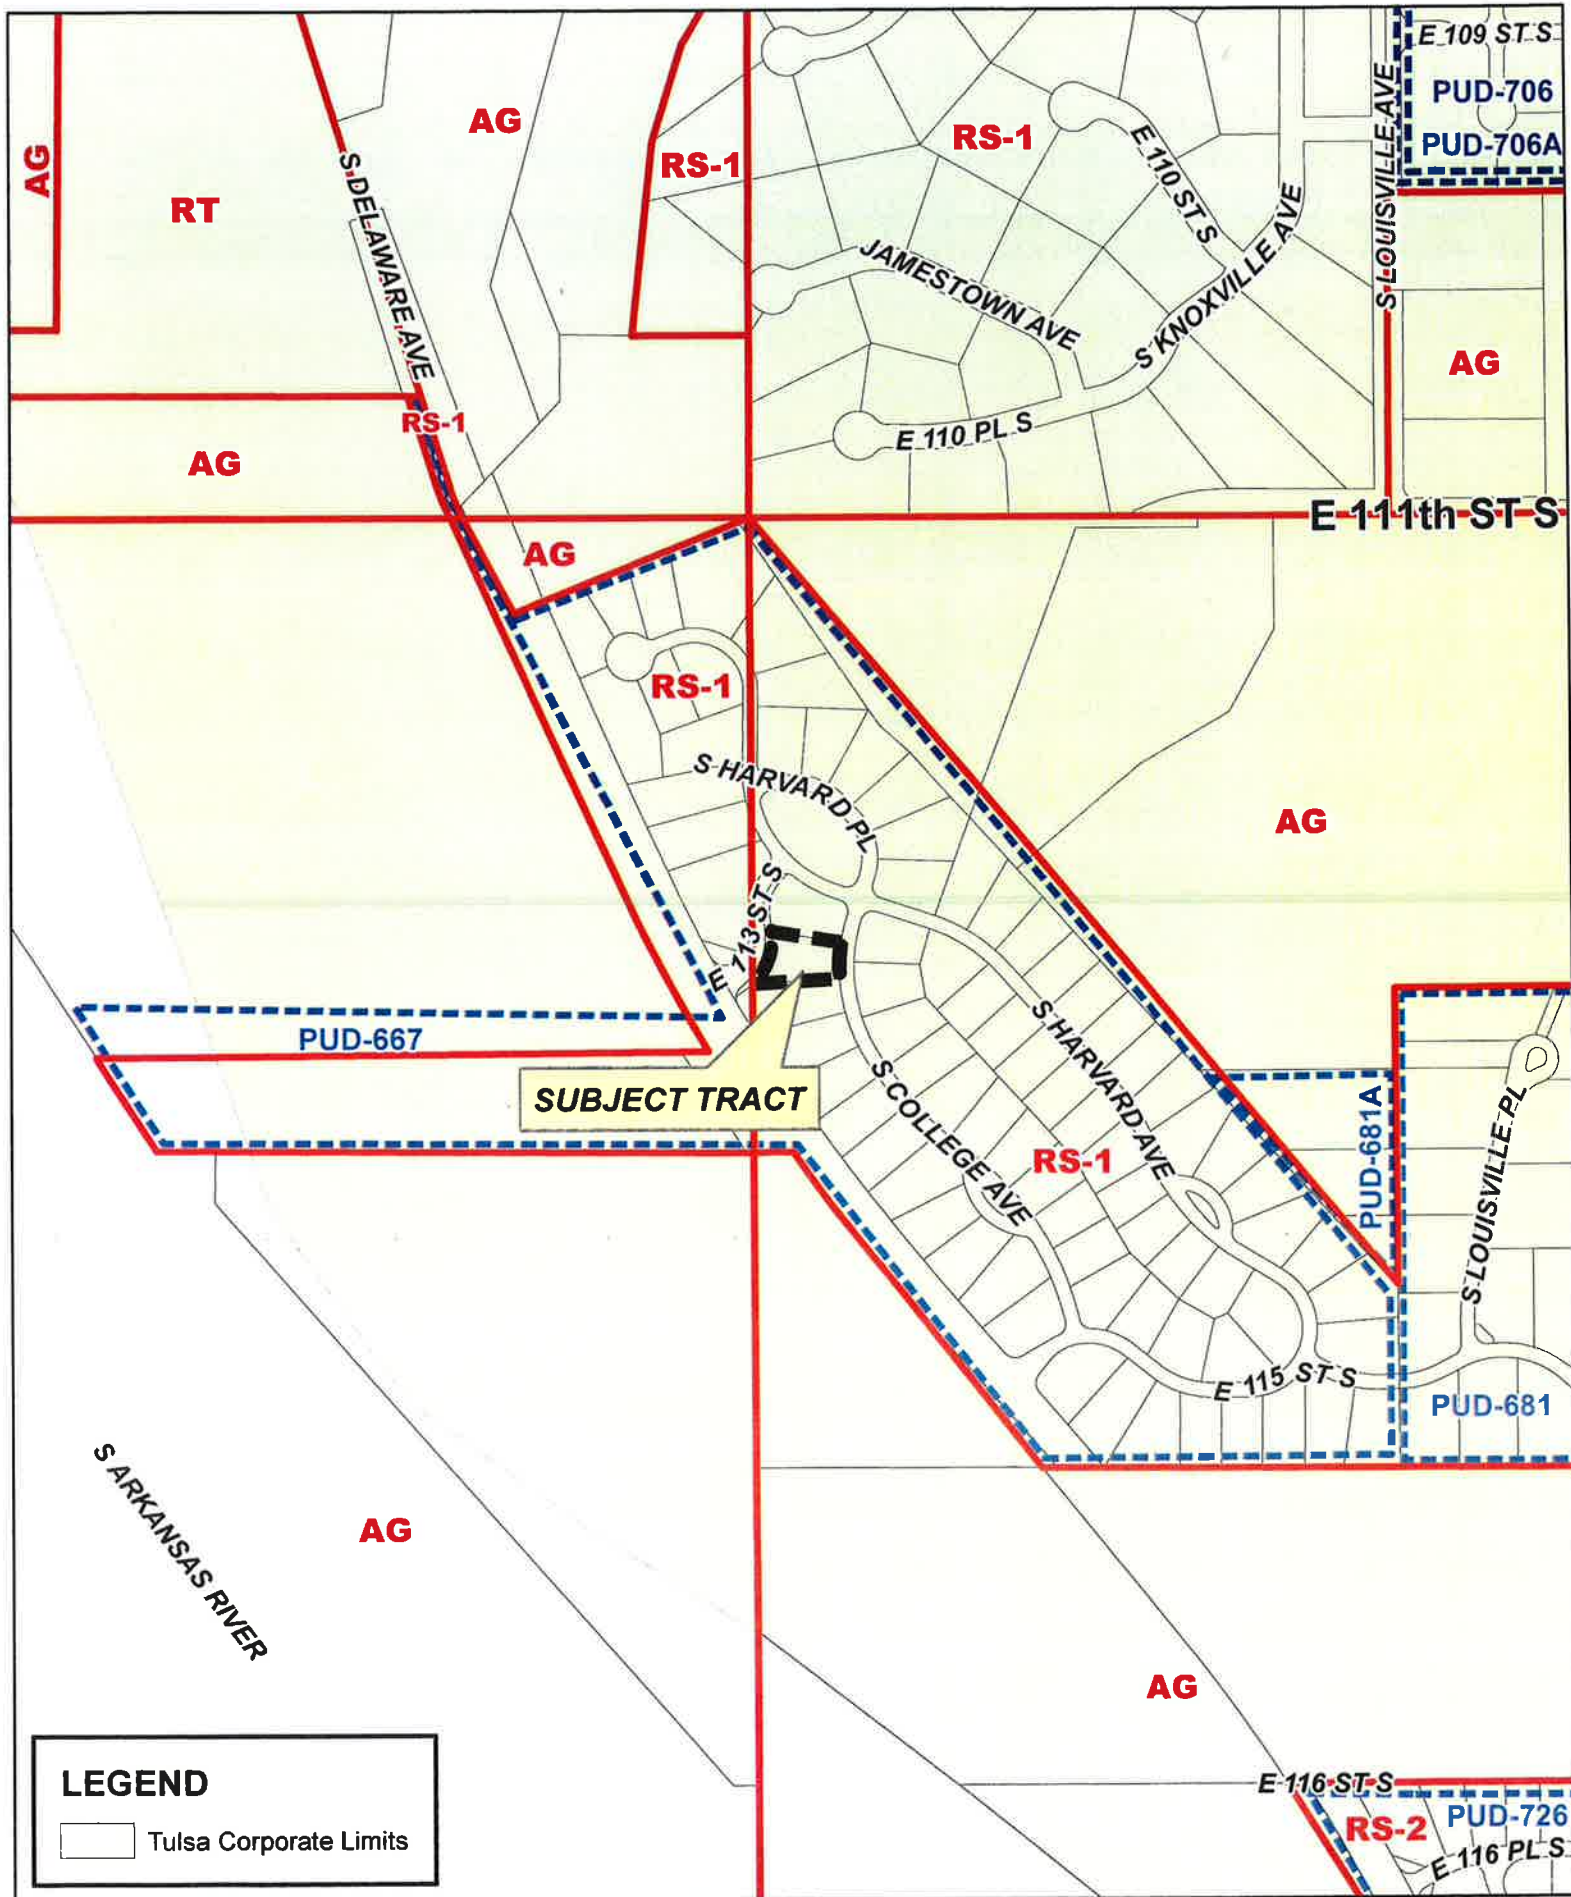 E 109 ST S
PUD-706
PUD-706A
AG
RS-1
AG
RT
RS-1
E 110 ST S
S LOUISVILLE AVE
S DELAWARE AVE
JAMESTOWN AVE
S KNOXVILLE AVE
AG
RS-1
AG
E 110 PL S
E 111th ST S
AG
RS-1
S HARVARD PL
AG
E 113 ST S
PUD-667
SUBJECT TRACT
S HARVARD AVE
S COLLEGE AVE
RS-1
PUD-681A
S LOUISVILLE PL
E 115 ST S
PUD-681
S ARKANSAS RIVER
AG
AG
E 116 ST S
RS-2
PUD-726
E 116 PL S
LEGEND
Tulsa Corporate Limits